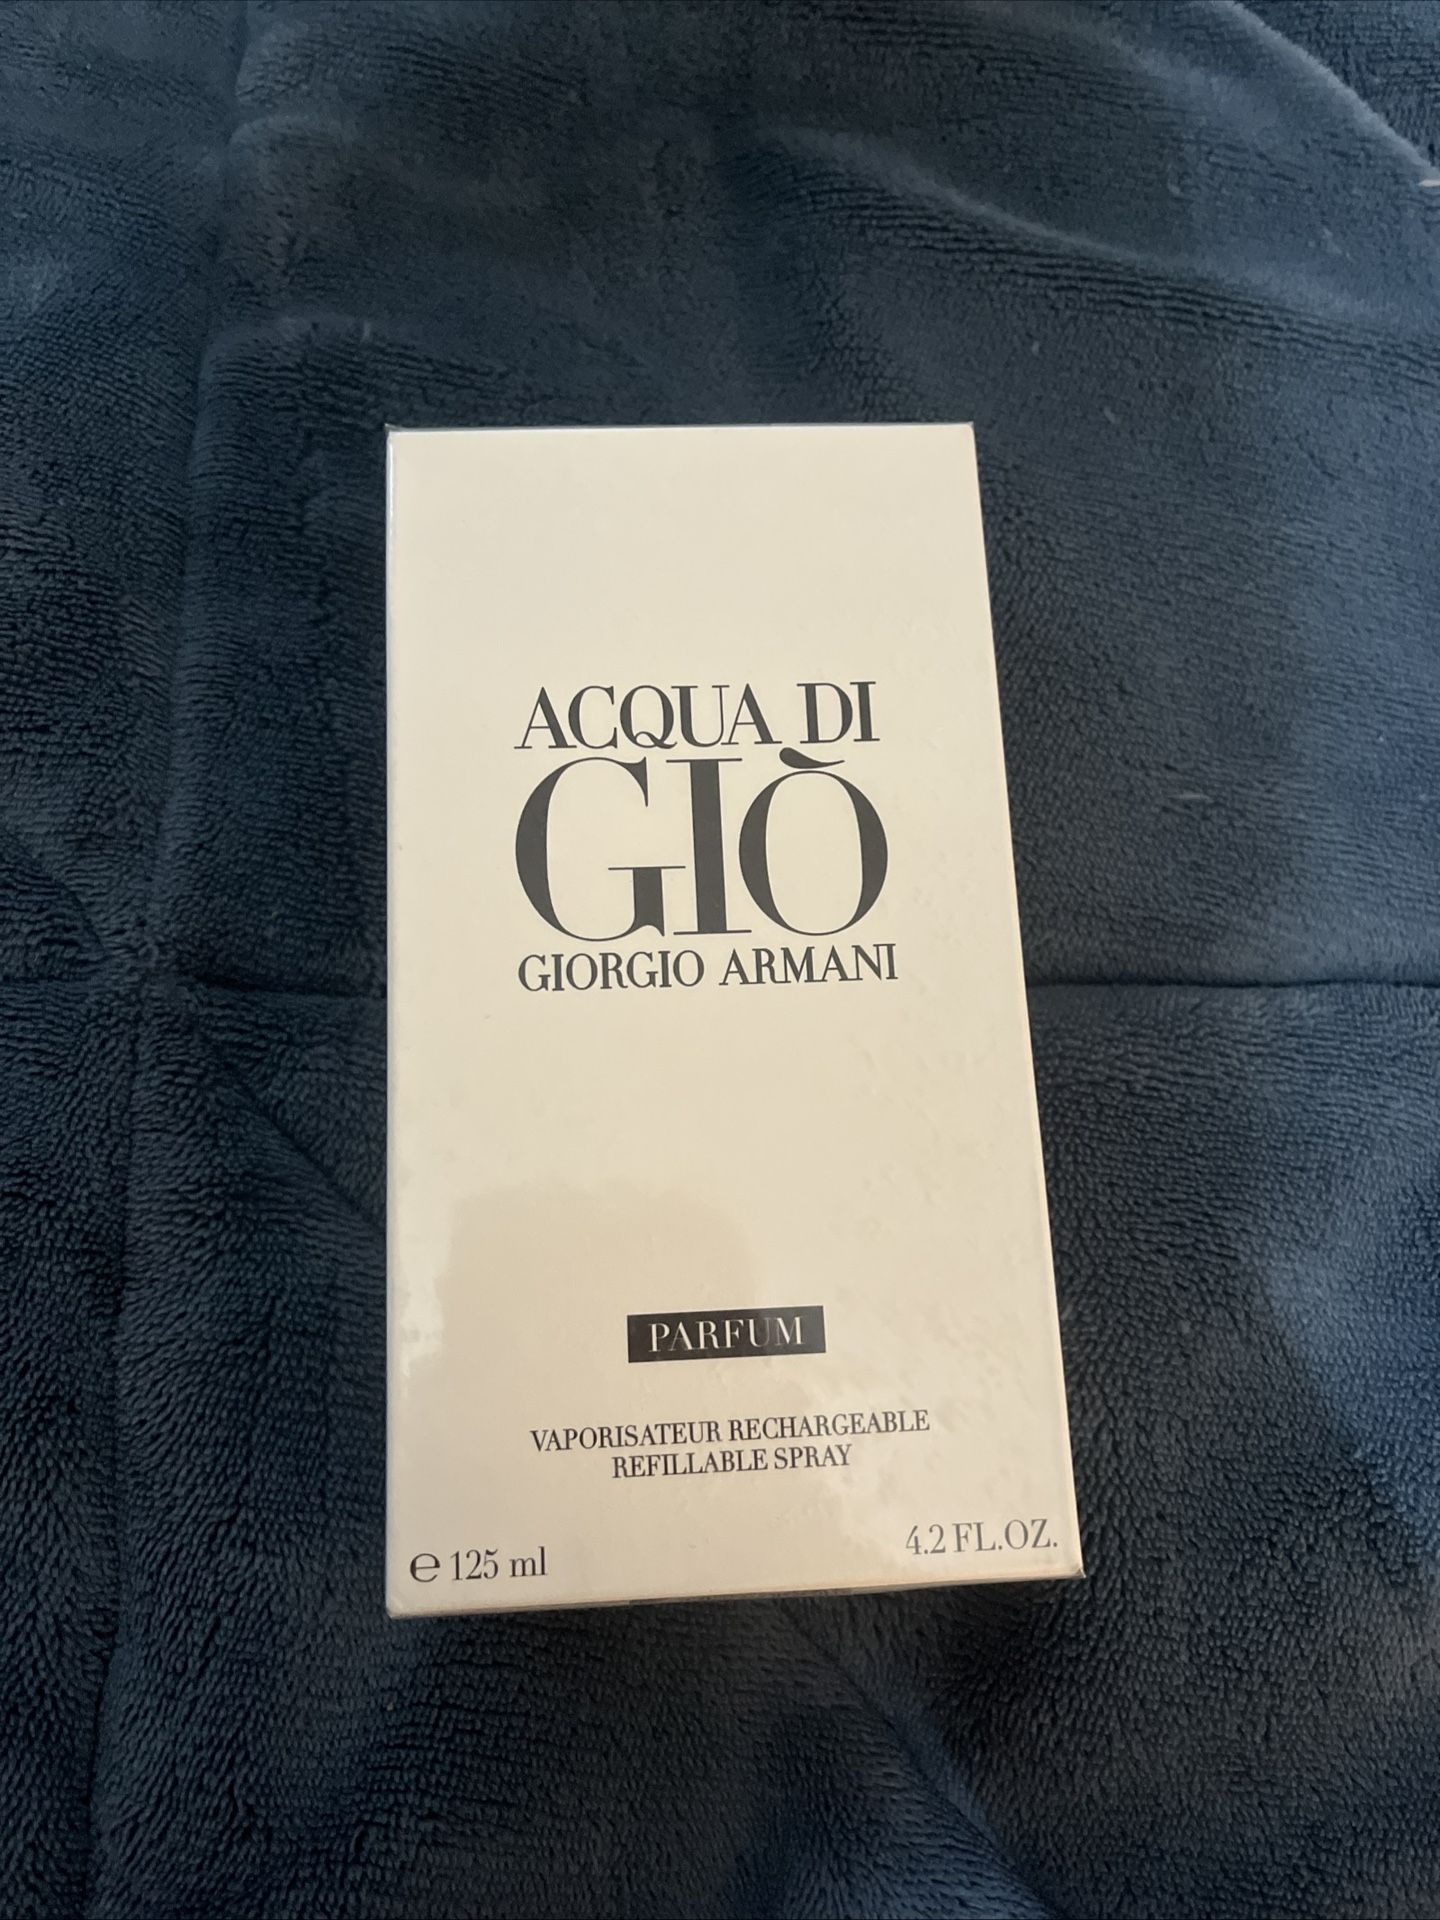 ACQUA DI
GIÒ
GIORGIO ARMANI
PARFUM
VAPORISATEUR RECHARGEABLE
REFILLABLE SPRAY
℮ 125 ml
4.2 FL.OZ.